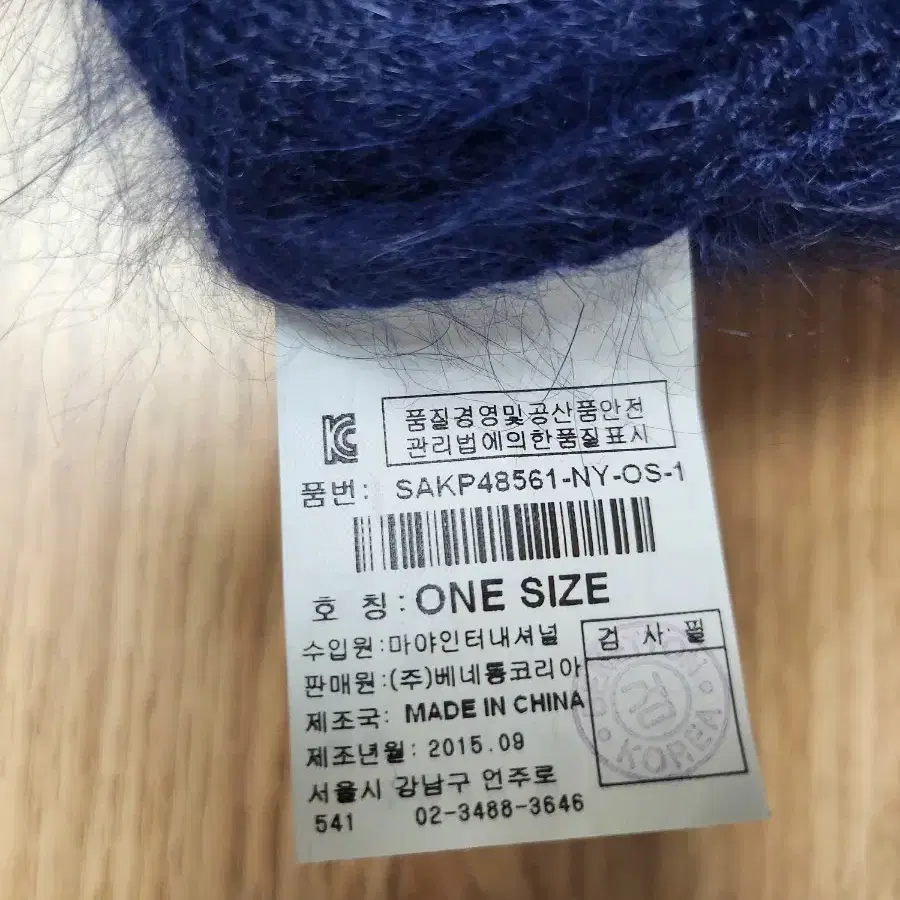 품질경영및공산품안전
관리법에의한품질표시
품번: SAKP48561-NY-OS-1
호 칭: ONE SIZE
수입원:마야인터내셔널
판매원:(주)베네통코리아
제조국: MADE IN CHINA
제조년월: 2015.09
서울시 강남구 언주로
541 02-3488-3646
검 사 필
검
KOREA